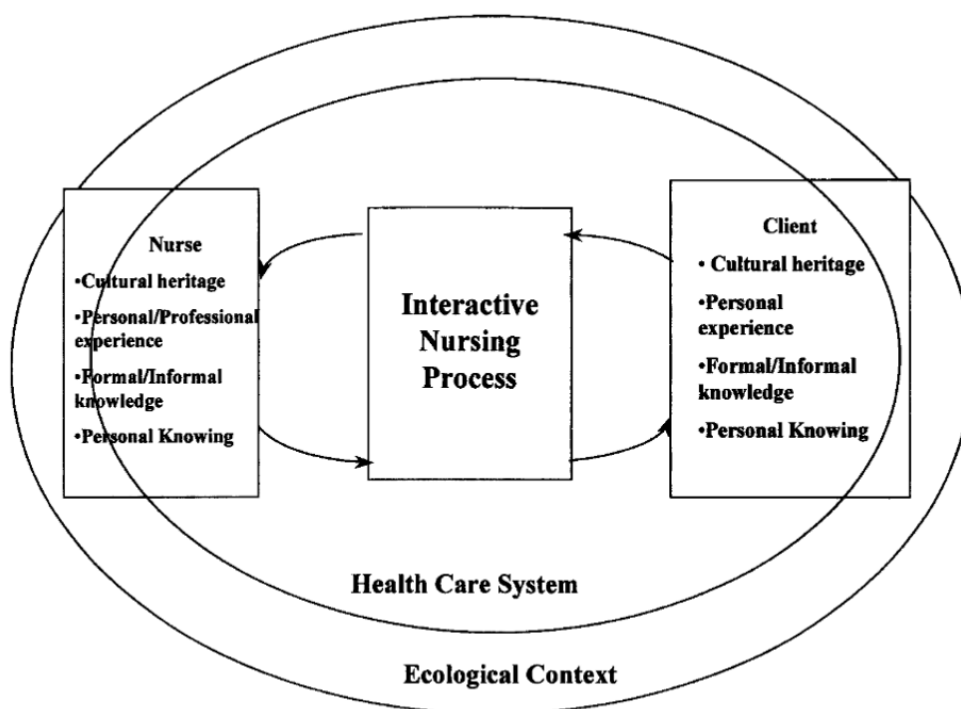 Nurse
•Cultural heritage
•Personal/Professional
experience
•Formal/Informal
knowledge
•Personal Knowing
Interactive
Nursing
Process
Client
• Cultural heritage
•Personal
experience
•Formal/Informal
knowledge
•Personal Knowing
Health Care System
Ecological Context